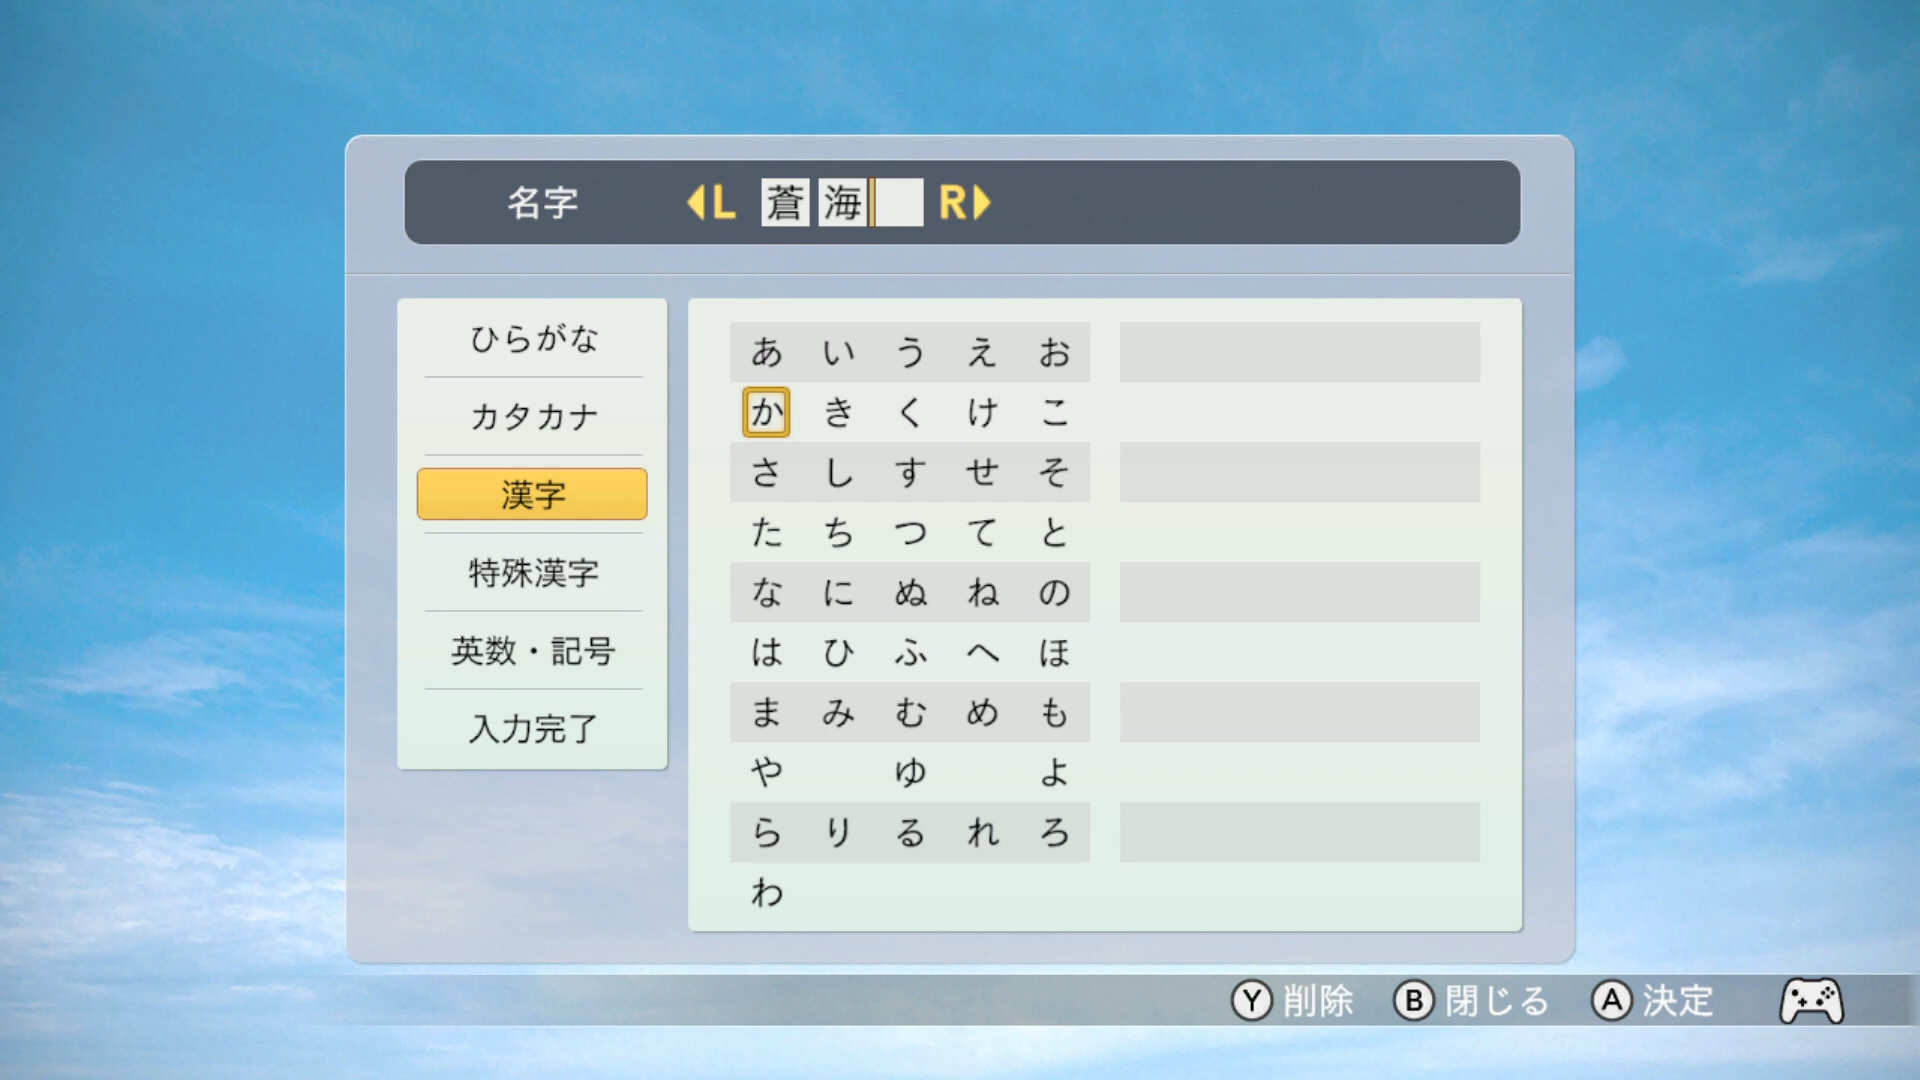 名字 L 蒼海 R
ひらがな
カタカナ
漢字
特殊漢字
英数・記号
入力完了
あ い う え お
か き く け こ
さ し す せ そ
た ち つ て と
な に ぬ ね の
は ひ ふ へ ほ
ま み む め も
や ゆ よ
ら り る れ ろ
わ
Y 削除 B 閉じる A 決定